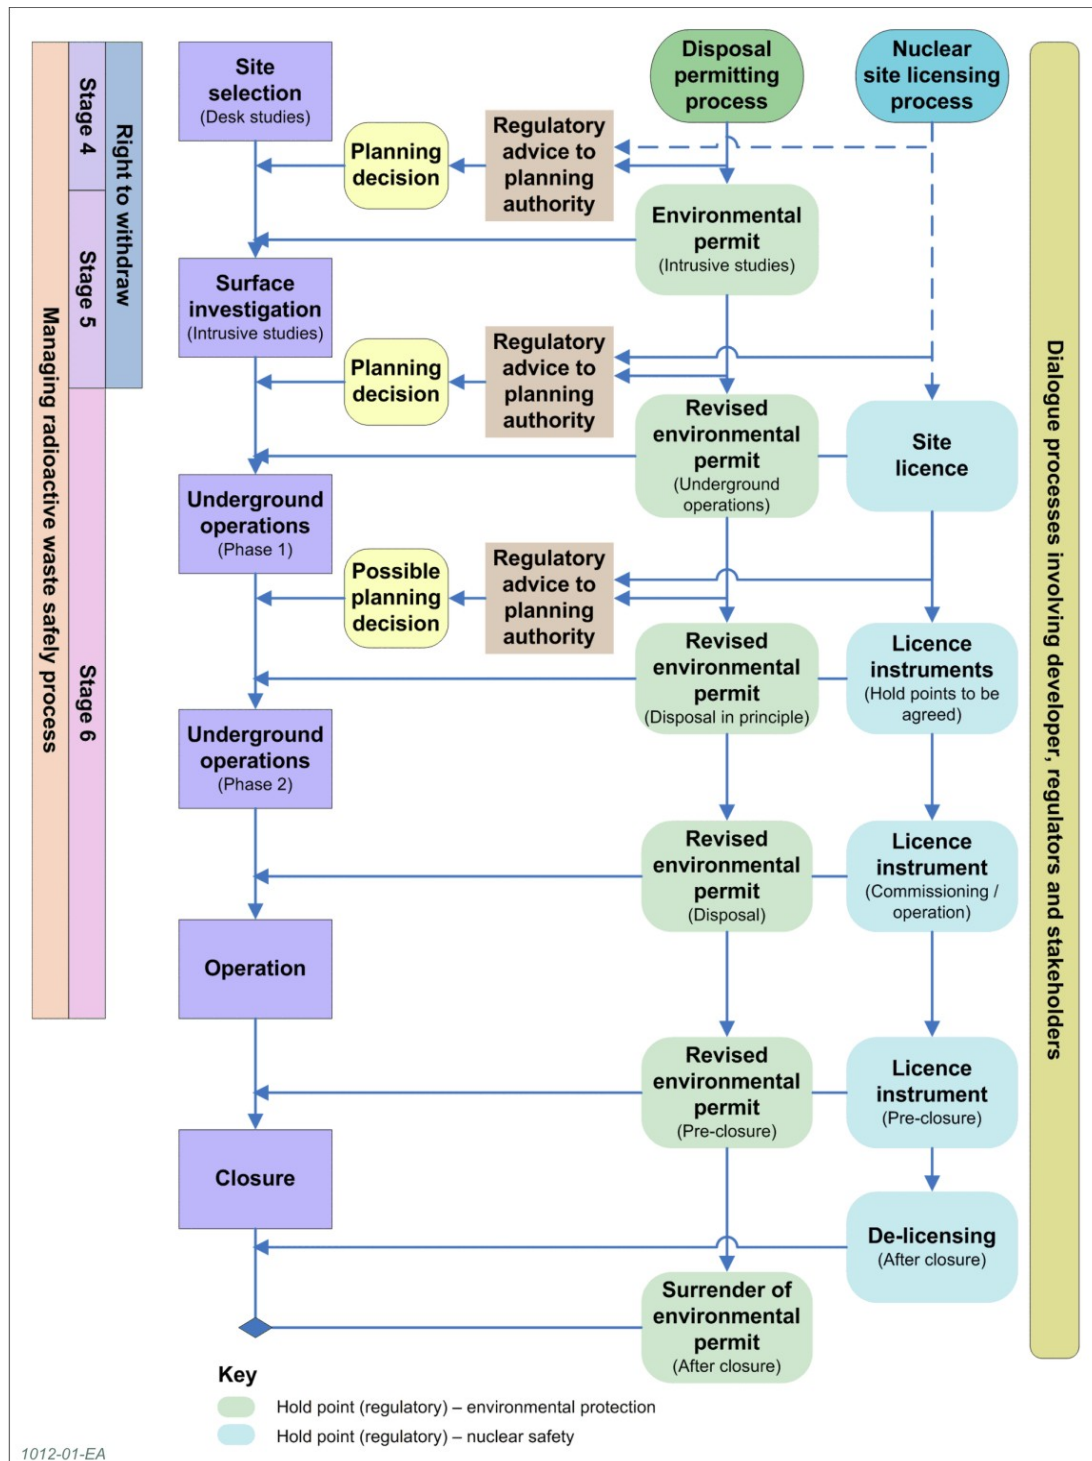 Site
selection
(Desk studies)
Disposal
permitting
process
Nuclear
site licensing
process
Stage 4
Right to withdraw
Managing radioactive waste safely process
Dialogue processes involving developer, regulators and stakeholders
Planning
decision
Regulatory
advice to
planning
authority
Environmental
permit
(Intrusive studies)
Stage 5
Surface
investigation
(Intrusive studies)
Planning
decision
Regulatory
advice to
planning
authority
Revised
environmental
permit
(Underground
operations)
Site
licence
Underground
operations
(Phase 1)
Possible
planning
decision
Regulatory
advice to
planning
authority
Revised
environmental
permit
(Disposal in principle)
Licence
instruments
(Hold points to be
agreed)
Stage 6
Underground
operations
(Phase 2)
Revised
environmental
permit
(Disposal)
Licence
instrument
(Commissioning /
operation)
Operation
Revised
environmental
permit
(Pre-closure)
Licence
instrument
(Pre-closure)
Closure
De-licensing
(After closure)
Surrender of
environmental
permit
(After closure)
Key
Hold point (regulatory) – environmental protection
Hold point (regulatory) – nuclear safety
1012-01-EA